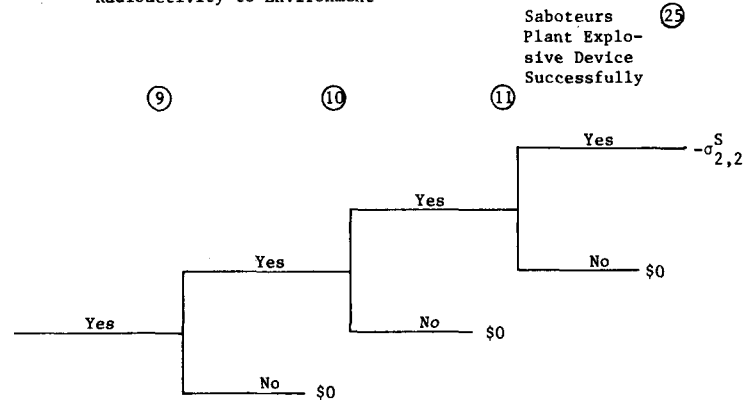 Radioactivity to Environment
Saboteurs 25
Plant Explo-
sive Device
Successfully
9 10 11
Yes -σ^S_{2,2}
Yes
No $0
Yes
No $0
Yes
No $0